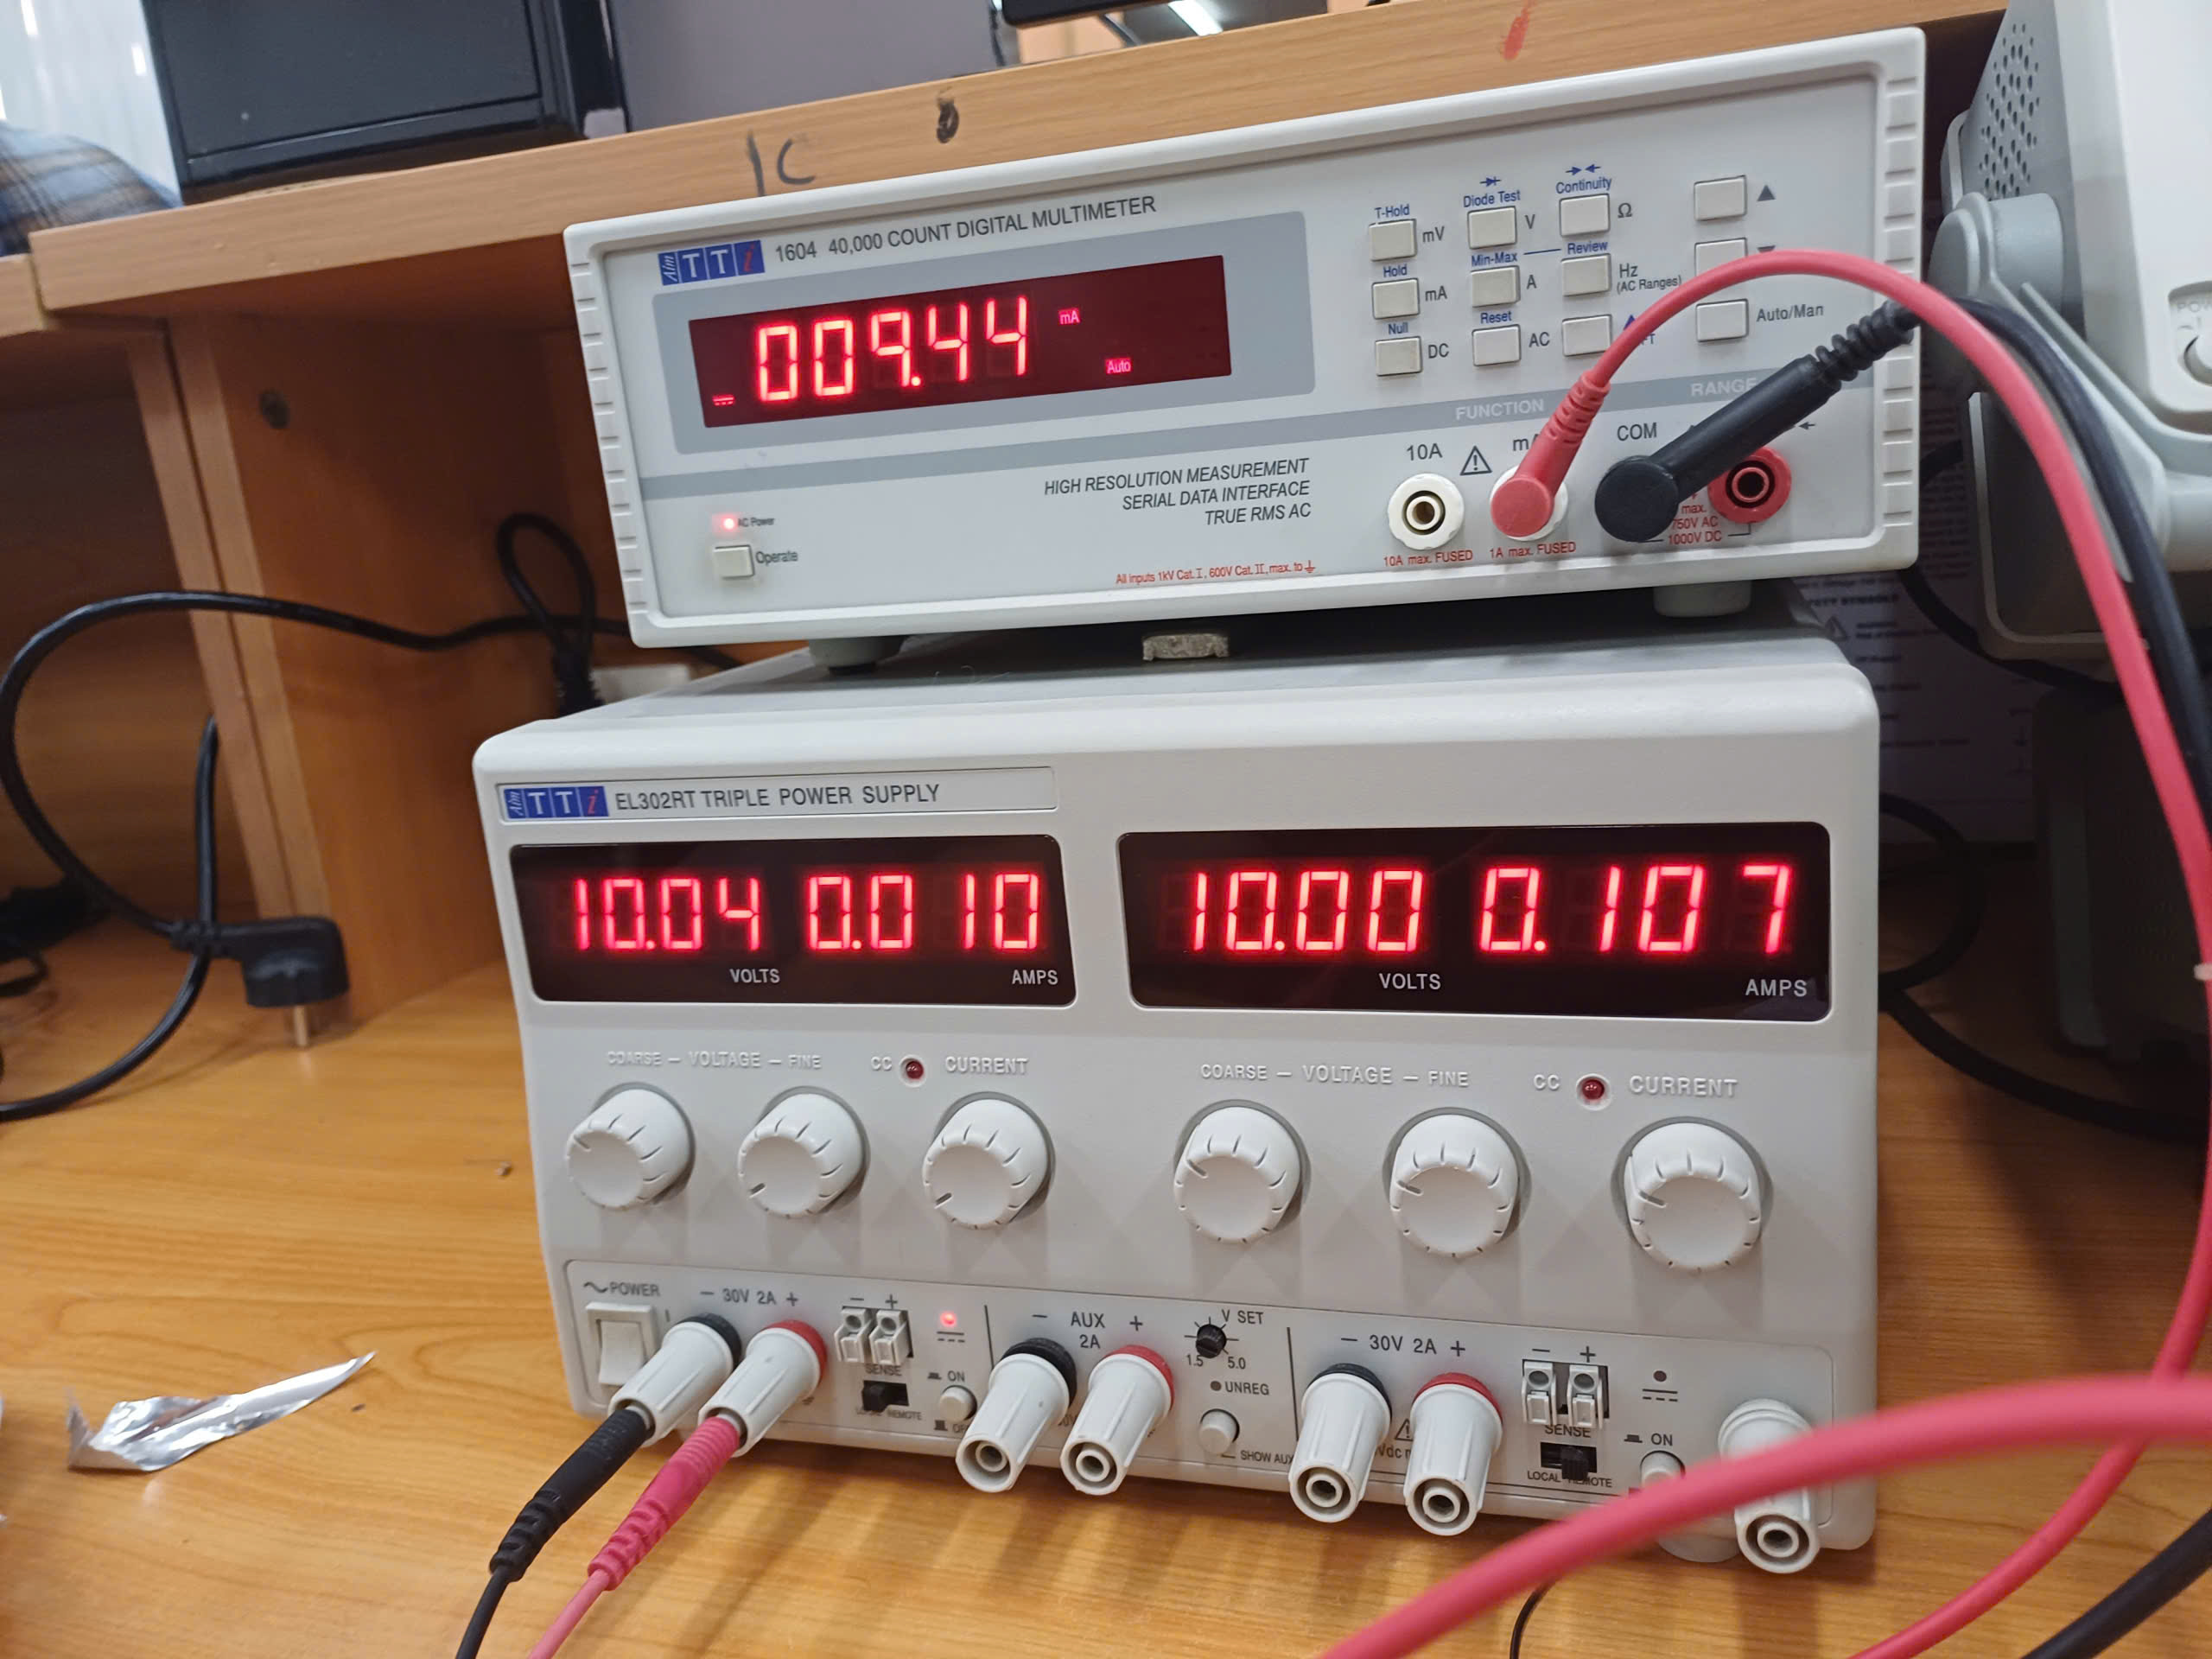 1C
Aim TTi 1604 40,000 COUNT DIGITAL MULTIMETER
009.44 mA
Auto
T-Hold mV
Diode Test V
Continuity Ω
Hold mA
Min-Max A
Review Hz
(AC Ranges)
Null DC
Reset AC
Auto/Man
FUNCTION
RANGE
HIGH RESOLUTION MEASUREMENT
SERIAL DATA INTERFACE
TRUE RMS AC
AC Power
Operate
10A
COM
10A max. FUSED
1A max. FUSED
max.
750V AC
1000V DC
All inputs 1kV Cat. I, 600V Cat. II, max. to
Aim TTi EL302RT TRIPLE POWER SUPPLY
10.04 0.010
VOLTS AMPS
10.00 0.107
VOLTS AMPS
COARSE — VOLTAGE — FINE CC CURRENT
COARSE — VOLTAGE — FINE CC CURRENT
POWER
− 30V 2A +
− +
SENSE
REMOTE
ON
− AUX +
2A
V SET
1.5 5.0
UNREG
SHOW AUX
− 30V 2A +
− +
SENSE
LOCAL REMOTE
ON